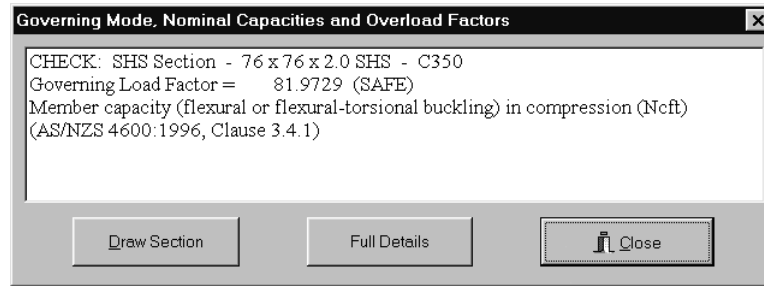 Governing Mode, Nominal Capacities and Overload Factors
CHECK: SHS Section - 76 x 76 x 2.0 SHS - C350
Governing Load Factor = 81.9729 (SAFE)
Member capacity (flexural or flexural-torsional buckling) in compression (Ncft)
(AS/NZS 4600:1996, Clause 3.4.1)
Draw Section Full Details Close